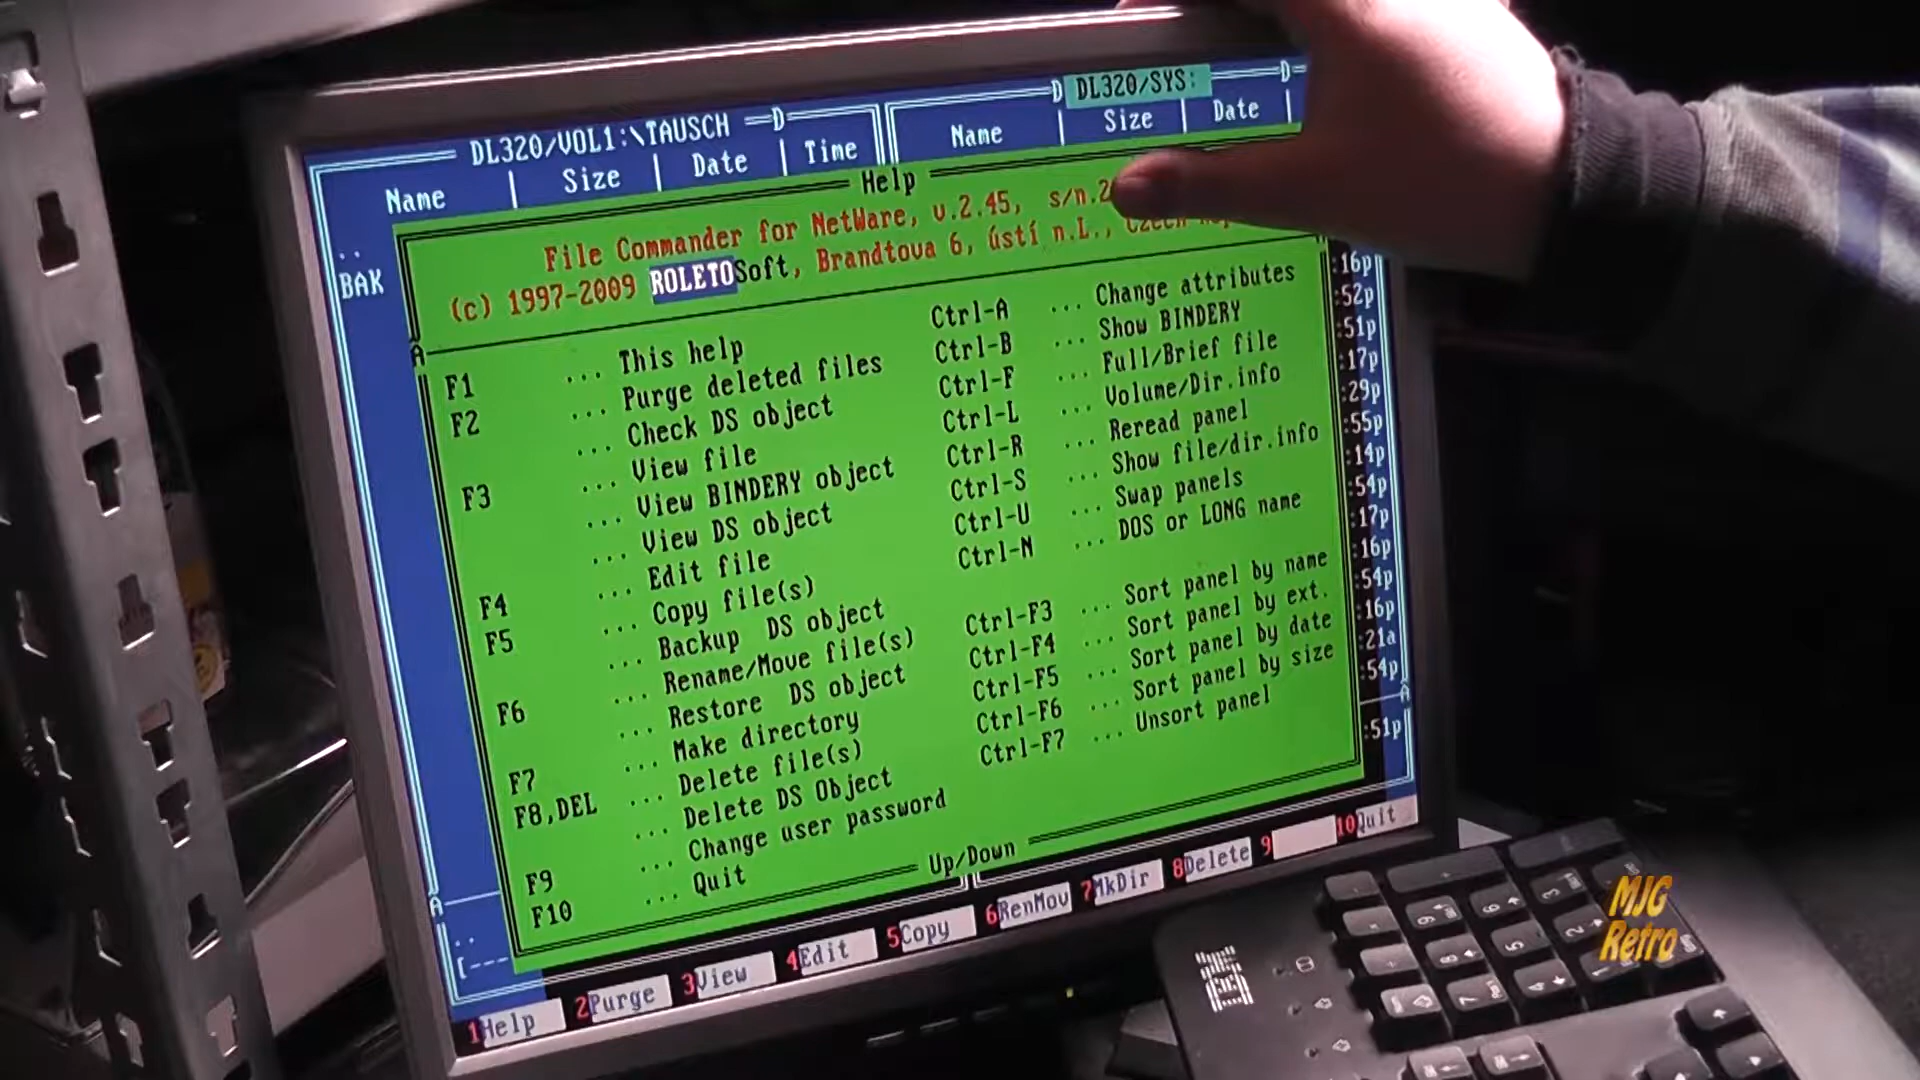 DL320/VOL1:\TAUSCH
D
Name
Size
Date
Time
D
DL320/SYS:
D
Name
Size
Date
..
BAK
Help
File Commander for NetWare, v.2.45, s/n.2
(c) 1997-2009 ROLETOSoft, Brandtova 6, ústí n.L., Czech
F1 ... This help
F2 ... Purge deleted files
... Check DS object
F3 ... View file
... View BINDERY object
... View DS object
F4 ... Edit file
F5 ... Copy file(s)
... Backup DS object
F6 ... Rename/Move file(s)
... Restore DS object
F7 ... Make directory
F8,DEL ... Delete file(s)
... Delete DS Object
F9 ... Change user password
F10 ... Quit
Ctrl-A ... Change attributes
Ctrl-B ... Show BINDERY
Ctrl-F ... Full/Brief file
Ctrl-L ... Volume/Dir.info
Ctrl-R ... Reread panel
Ctrl-S ... Show file/dir.info
Ctrl-U ... Swap panels
Ctrl-N ... DOS or LONG name
Ctrl-F3 ... Sort panel by name
Ctrl-F4 ... Sort panel by ext.
Ctrl-F5 ... Sort panel by date
Ctrl-F6 ... Sort panel by size
Ctrl-F7 ... Unsort panel
Up/Down
:16p
:52p
:51p
:17p
:29p
:55p
:14p
:54p
:17p
:16p
:54p
:16p
:21a
:54p
:51p
..
[---
1Help 2Purge 3View 4Edit 5Copy 6RenMov 7MkDir 8Delete 9 10Quit
MJG
Retro